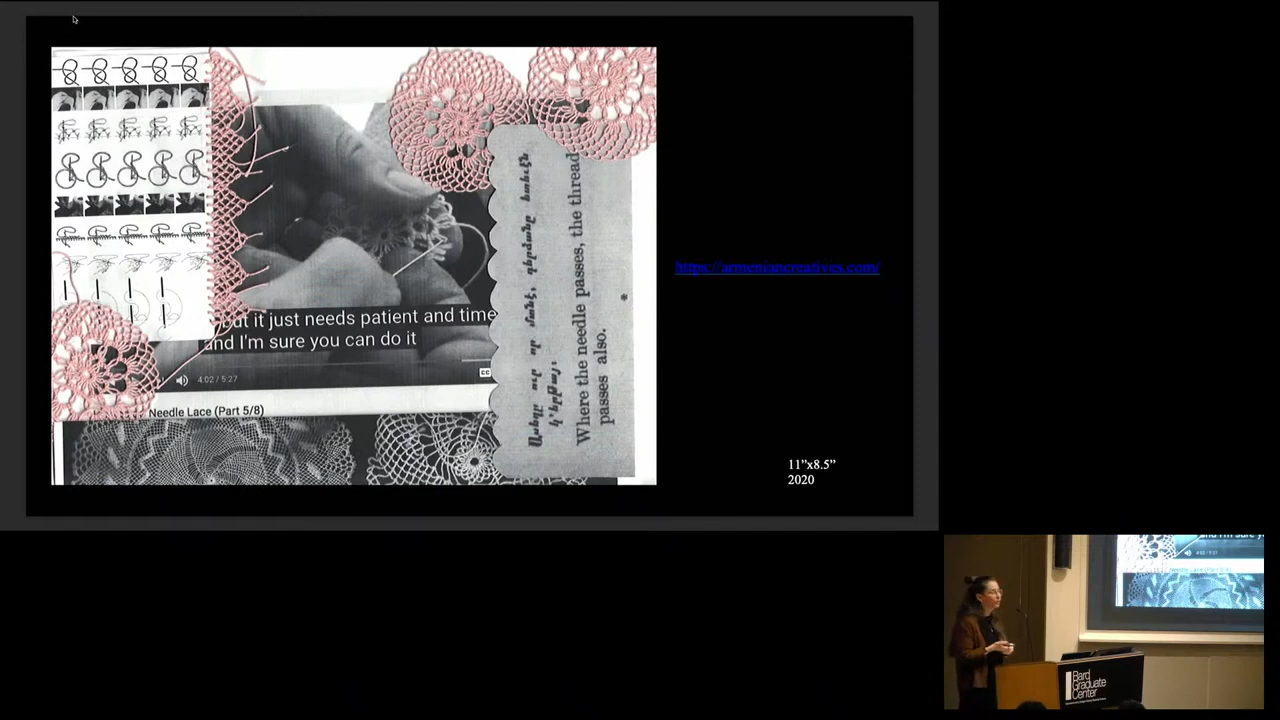 but it just needs patient and time
and I'm sure you can do it
4:02 / 5:27
CC
Needle Lace (Part 5/8)
Where the needle passes, the thread
passes also.
*
https://armeniancreatives.com/
11”x8.5”
2020
Bard
Graduate
Center